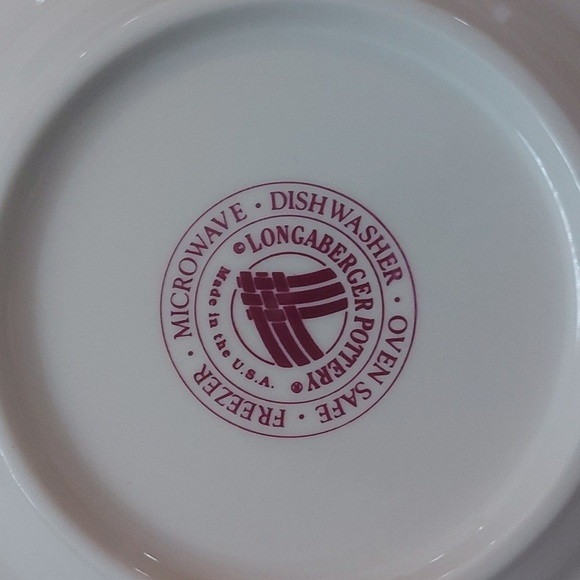 MICROWAVE • DISHWASHER • OVEN SAFE • FREEZER •
©LONGABERGER POTTERY®
Made in the U.S.A.